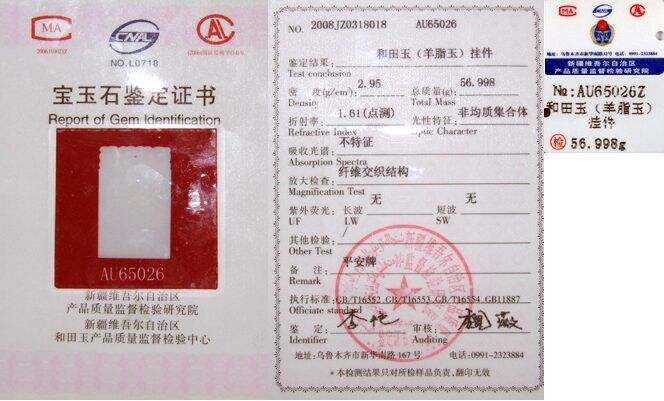 MA
CNAL
CAL
NO.L0718
宝玉石鉴定证书
Report of Gem Identification
AU65026
新疆维吾尔自治区
产品质量监督检验研究院
新疆维吾尔自治区
和田玉产品质量监督检验中心
NO. 2008JZ0318018 AU65026
鉴定结果: 和田玉（羊脂玉）挂件
Test conclusion
密 度(g/cm³): 2.95 总质量(g): 56.998
Density Total Mass
折射率: 1.61(点测) 光性特征: 非均质集合体
Refractive Index Optic Character
吸收光谱: 不特征
Absorption Spectra
放大检查: 纤维交织结构
Magnification Test
紫外荧光: 长波 无 短波 无
UF LW SW
其他检验: /
Other Test
备 注: 平安牌
Remark
执行标准: GB/T16552 GB/T16553 GB/T16554 GB11887
Officiate standard
鉴 定: 审核:
Identifier Auditing
地址:乌鲁木齐市新华南路 167 号 电话:0991-2323884
*本检测结果只对所检样品负责,翻印无效
MA
CNAL
CAL
新疆维吾尔自治区
产品质量监督检验研究院
No:AU65026Z
和田玉（羊脂玉）
挂件
检 56.998g